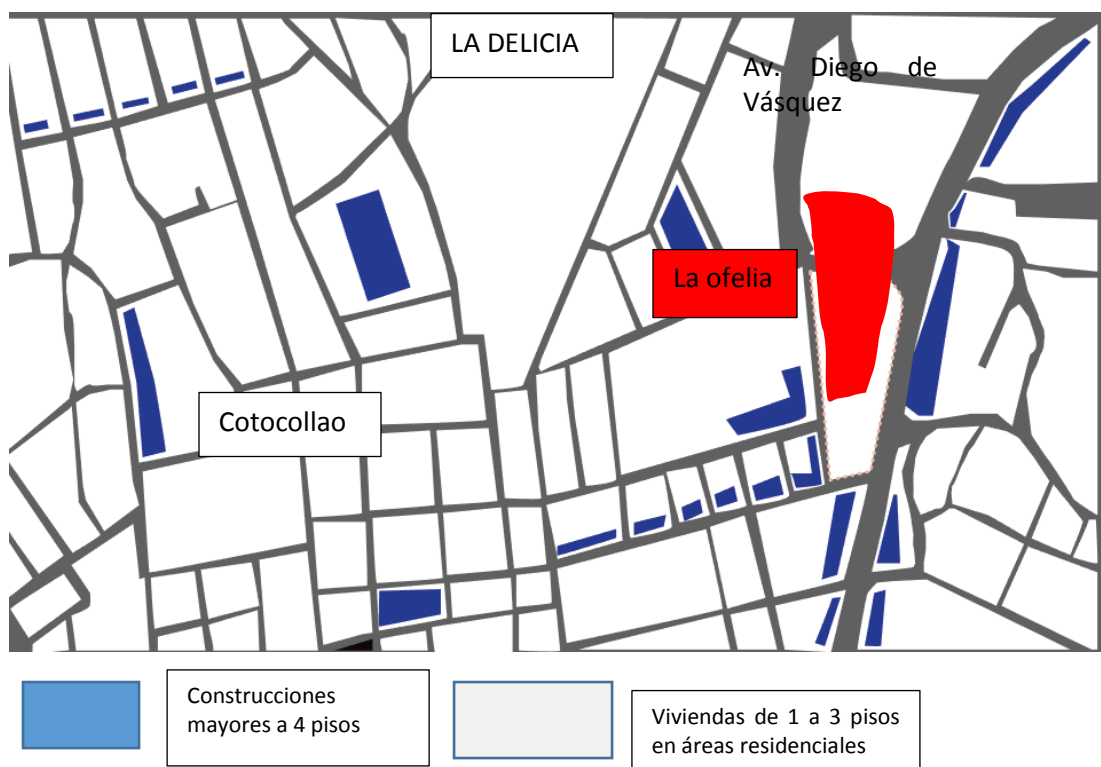 LA DELICIA
Av. Diego de
Vásquez
La ofelia
Cotocollao
Construcciones
mayores a 4 pisos
Viviendas de 1 a 3 pisos
en áreas residenciales